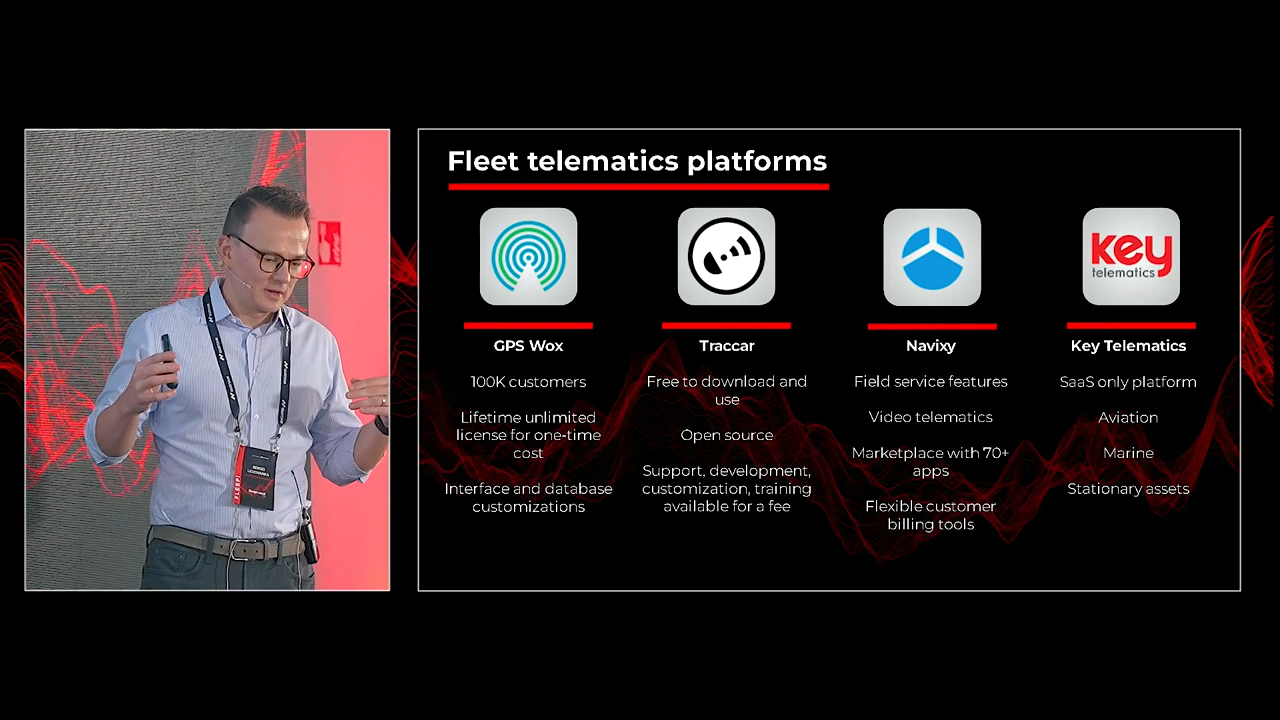 Fleet telematics platforms
key
telematics
GPS Wox
100K customers
Lifetime unlimited
license for one-time
cost
Interface and database
customizations
Traccar
Free to download and
use
Open source
Support, development,
customization, training
available for a fee
Navixy
Field service features
Video telematics
Marketplace with 70+
apps
Flexible customer
billing tools
Key Telematics
SaaS only platform
Aviation
Marine
Stationary assets